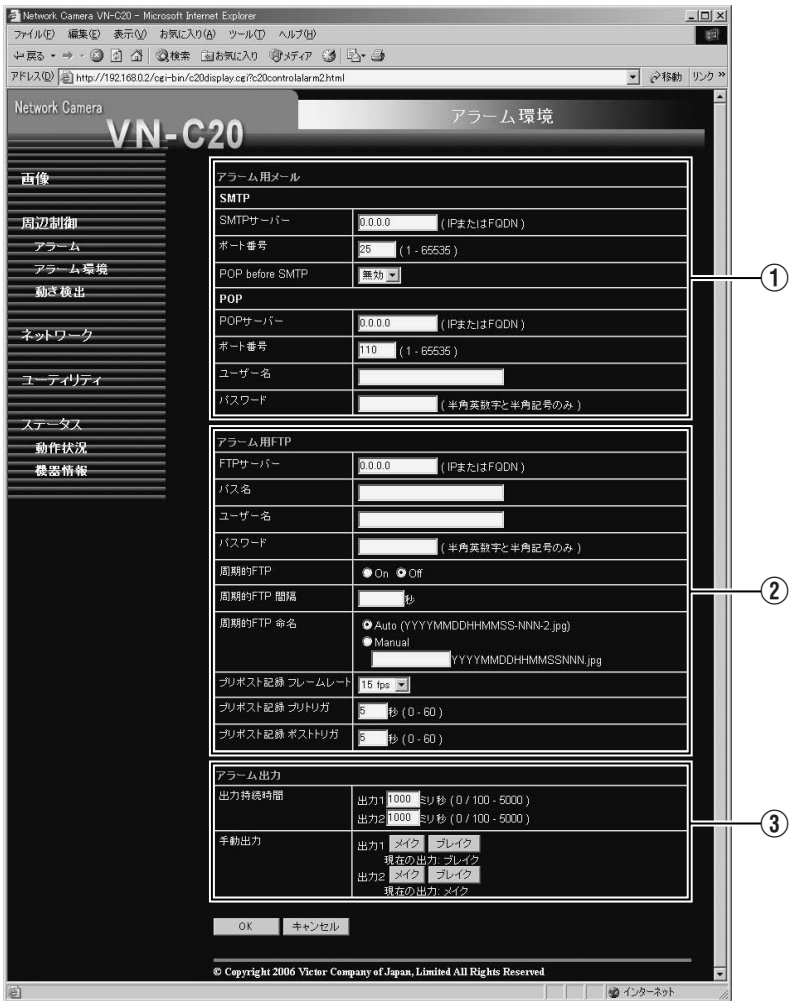 Network Camera VN-C20 - Microsoft Internet Explorer
ファイル(F) 編集(E) 表示(V) お気に入り(A) ツール(T) ヘルプ(H)
戻る 検索 お気に入り メディア
アドレス(D) http://192.168.0.2/cgi-bin/c20display.cgi?c20controlalarm2.html 移動 リンク »
Network Camera
VN-C20
アラーム環境
画像
周辺制御
アラーム
アラーム環境
動き検出
ネットワーク
ユーティリティ
ステータス
動作状況
機器情報
アラーム用メール
SMTP
SMTPサーバー 0.0.0.0 (IPまたはFQDN)
ポート番号 25 (1 - 65535)
POP before SMTP 無効
POP
POPサーバー 0.0.0.0 (IPまたはFQDN)
ポート番号 110 (1 - 65535)
ユーザー名
パスワード (半角英数字と半角記号のみ)
①
アラーム用FTP
FTPサーバー 0.0.0.0 (IPまたはFQDN)
パス名
ユーザー名
パスワード (半角英数字と半角記号のみ)
周期的FTP On Off
周期的FTP 間隔 秒
周期的FTP 命名 Auto (YYYYMMDDHHMMSS-NNN-2.jpg)
Manual
YYYYMMDDHHMMSSNNN.jpg
プリポスト記録 フレームレート 15 fps
プリポスト記録 プリトリガ 5 秒 (0 - 60)
プリポスト記録 ポストトリガ 5 秒 (0 - 60)
②
アラーム出力
出力持続時間 出力1 1000 ミリ秒 (0 / 100 - 5000)
出力2 1000 ミリ秒 (0 / 100 - 5000)
手動出力 出力1 メイク ブレイク
現在の出力: ブレイク
出力2 メイク ブレイク
現在の出力: メイク
③
OK キャンセル
© Copyright 2006 Victor Company of Japan, Limited All Rights Reserved
インターネット